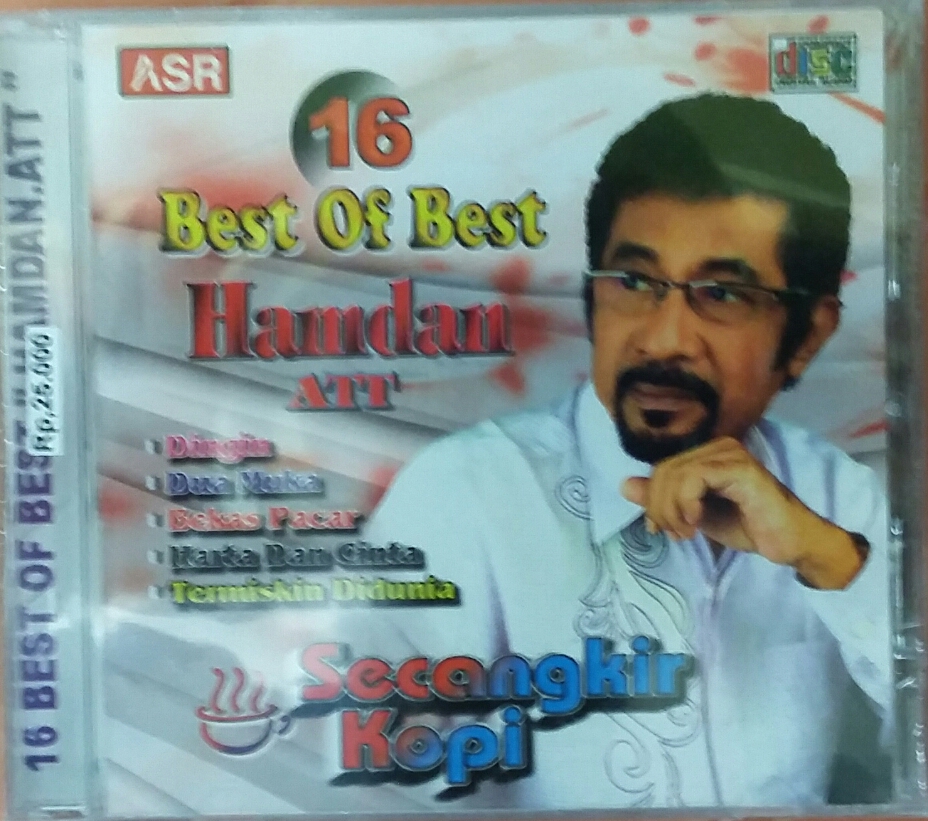 ASR
disc
16
Best Of Best
Hamdan
ATT
Dingin
Dua Muka
Bekas Pacar
Harta Dan Cinta
Termiskin Didunia
Secangkir
Kopi
16 BEST OF BEST "HAMDAN.ATT"
Rp,25.000